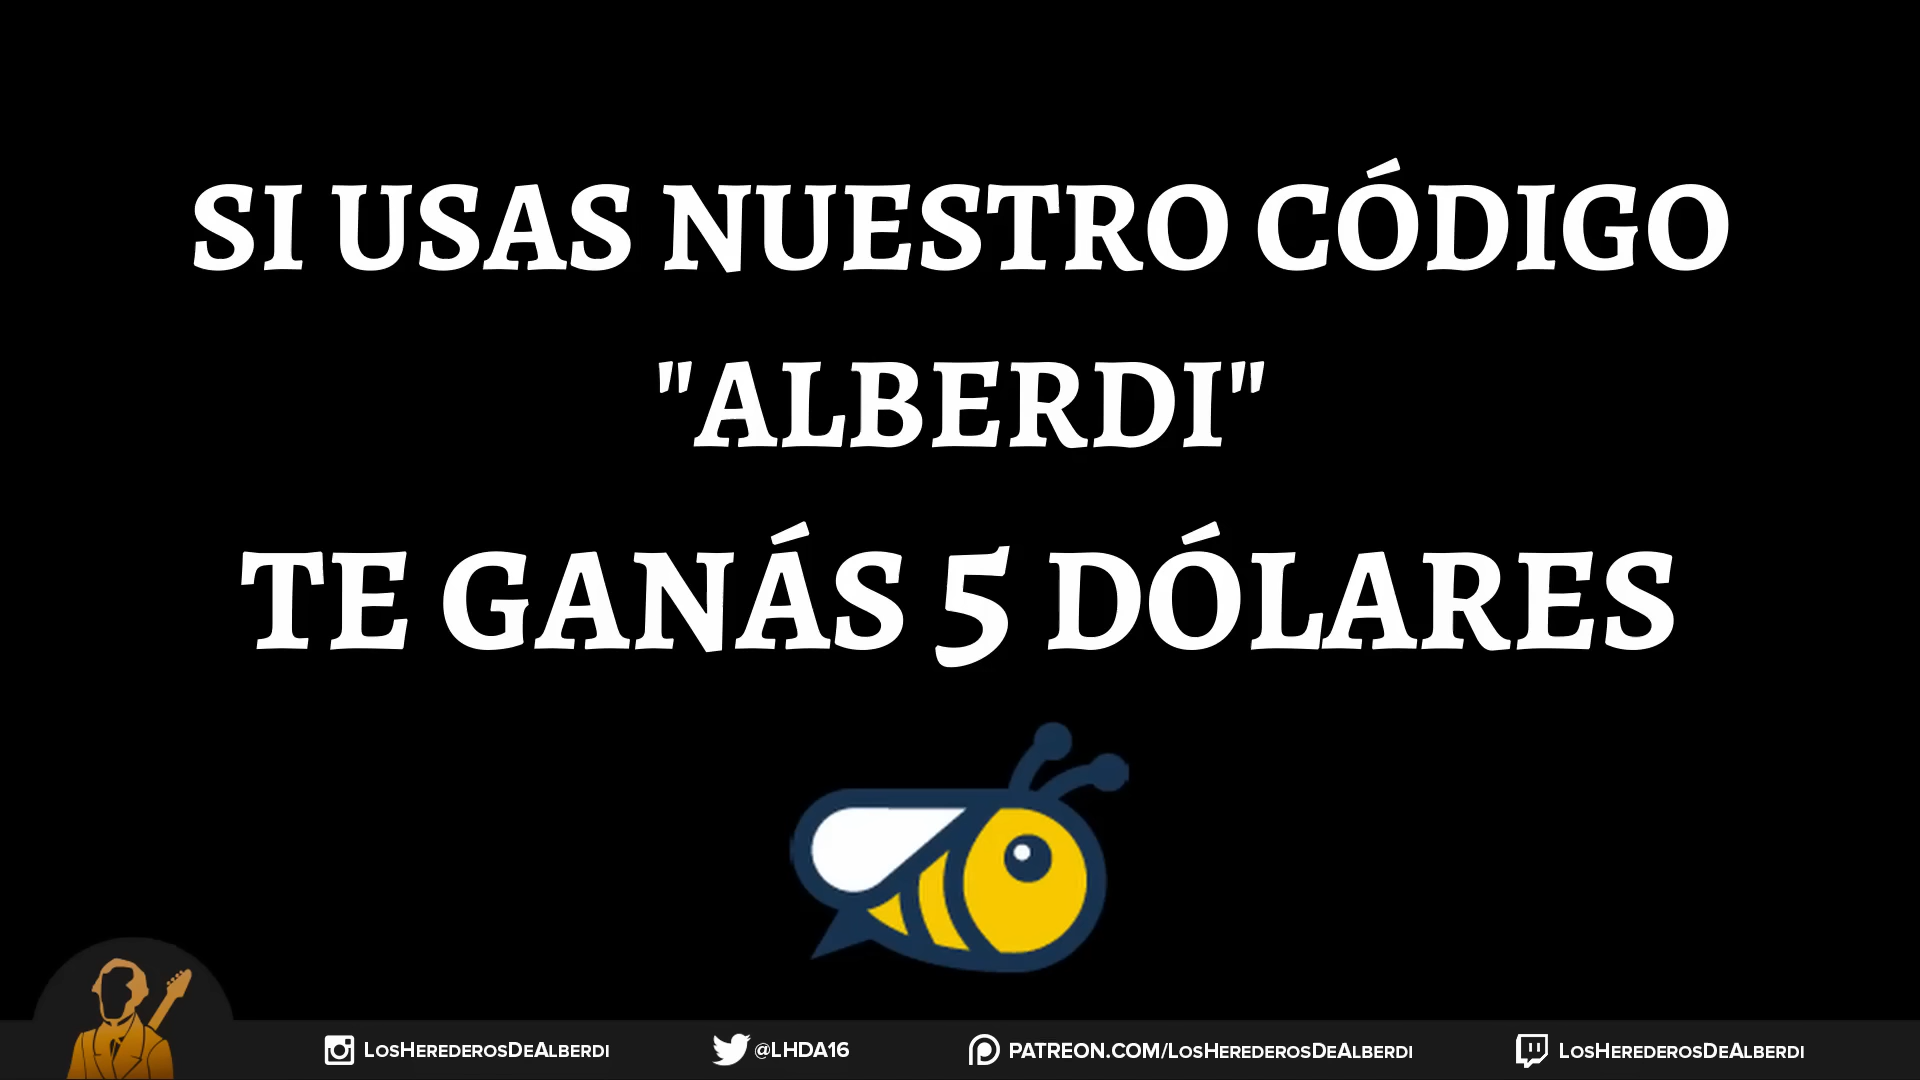 SI USAS NUESTRO CÓDIGO
"ALBERDI"
TE GANÁS 5 DÓLARES
LosHerederosDeAlberdi @LHDA16 PATREON.COM/LosHerederosDeAlberdi LosHerederosDeAlberdi